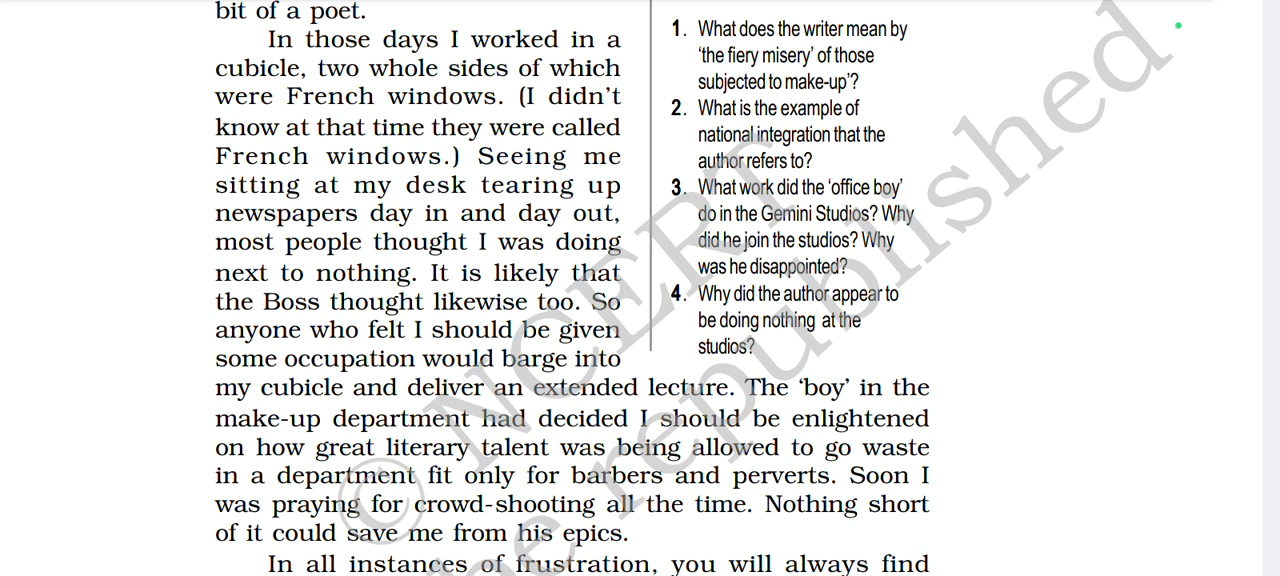 bit of a poet.
In those days I worked in a
cubicle, two whole sides of which
were French windows. (I didn’t
know at that time they were called
French windows.) Seeing me
sitting at my desk tearing up
newspapers day in and day out,
most people thought I was doing
next to nothing. It is likely that
the Boss thought likewise too. So
anyone who felt I should be given
some occupation would barge into
my cubicle and deliver an extended lecture. The ‘boy’ in the
make-up department had decided I should be enlightened
on how great literary talent was being allowed to go waste
in a department fit only for barbers and perverts. Soon I
was praying for crowd-shooting all the time. Nothing short
of it could save me from his epics.
In all instances of frustration, you will always find
1. What does the writer mean by
‘the fiery misery’ of those
subjected to make-up’?
2. What is the example of
national integration that the
author refers to?
3. What work did the ‘office boy’
do in the Gemini Studios? Why
did he join the studios? Why
was he disappointed?
4. Why did the author appear to
be doing nothing at the
studios?
© NCERT
be republished